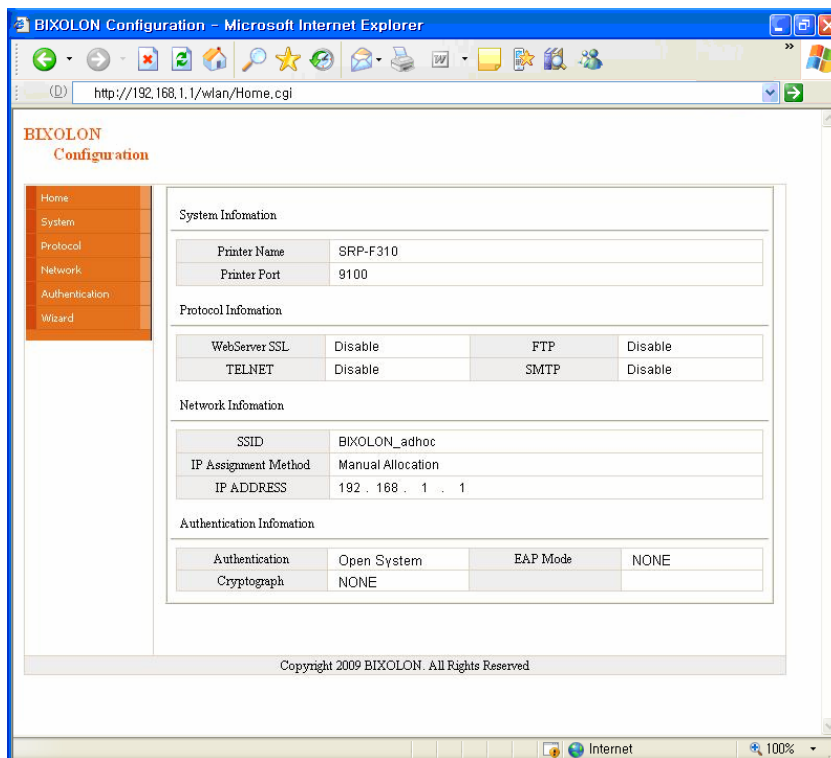 BIXOLON Configuration - Microsoft Internet Explorer
(D) http://192.168.1.1/wlan/Home.cgi
BIXOLON
Configuration
Home
System
Protocol
Network
Authentication
Wizard
System Infomation
Printer Name SRP-F310
Printer Port 9100
Protocol Infomation
WebServer SSL Disable FTP Disable
TELNET Disable SMTP Disable
Network Infomation
SSID BIXOLON_adhoc
IP Assignment Method Manual Allocation
IP ADDRESS 192 . 168 . 1 . 1
Authentication Infomation
Authentication Open System EAP Mode NONE
Cryptograph NONE
Copyright 2009 BIXOLON. All Rights Reserved
Internet 100%